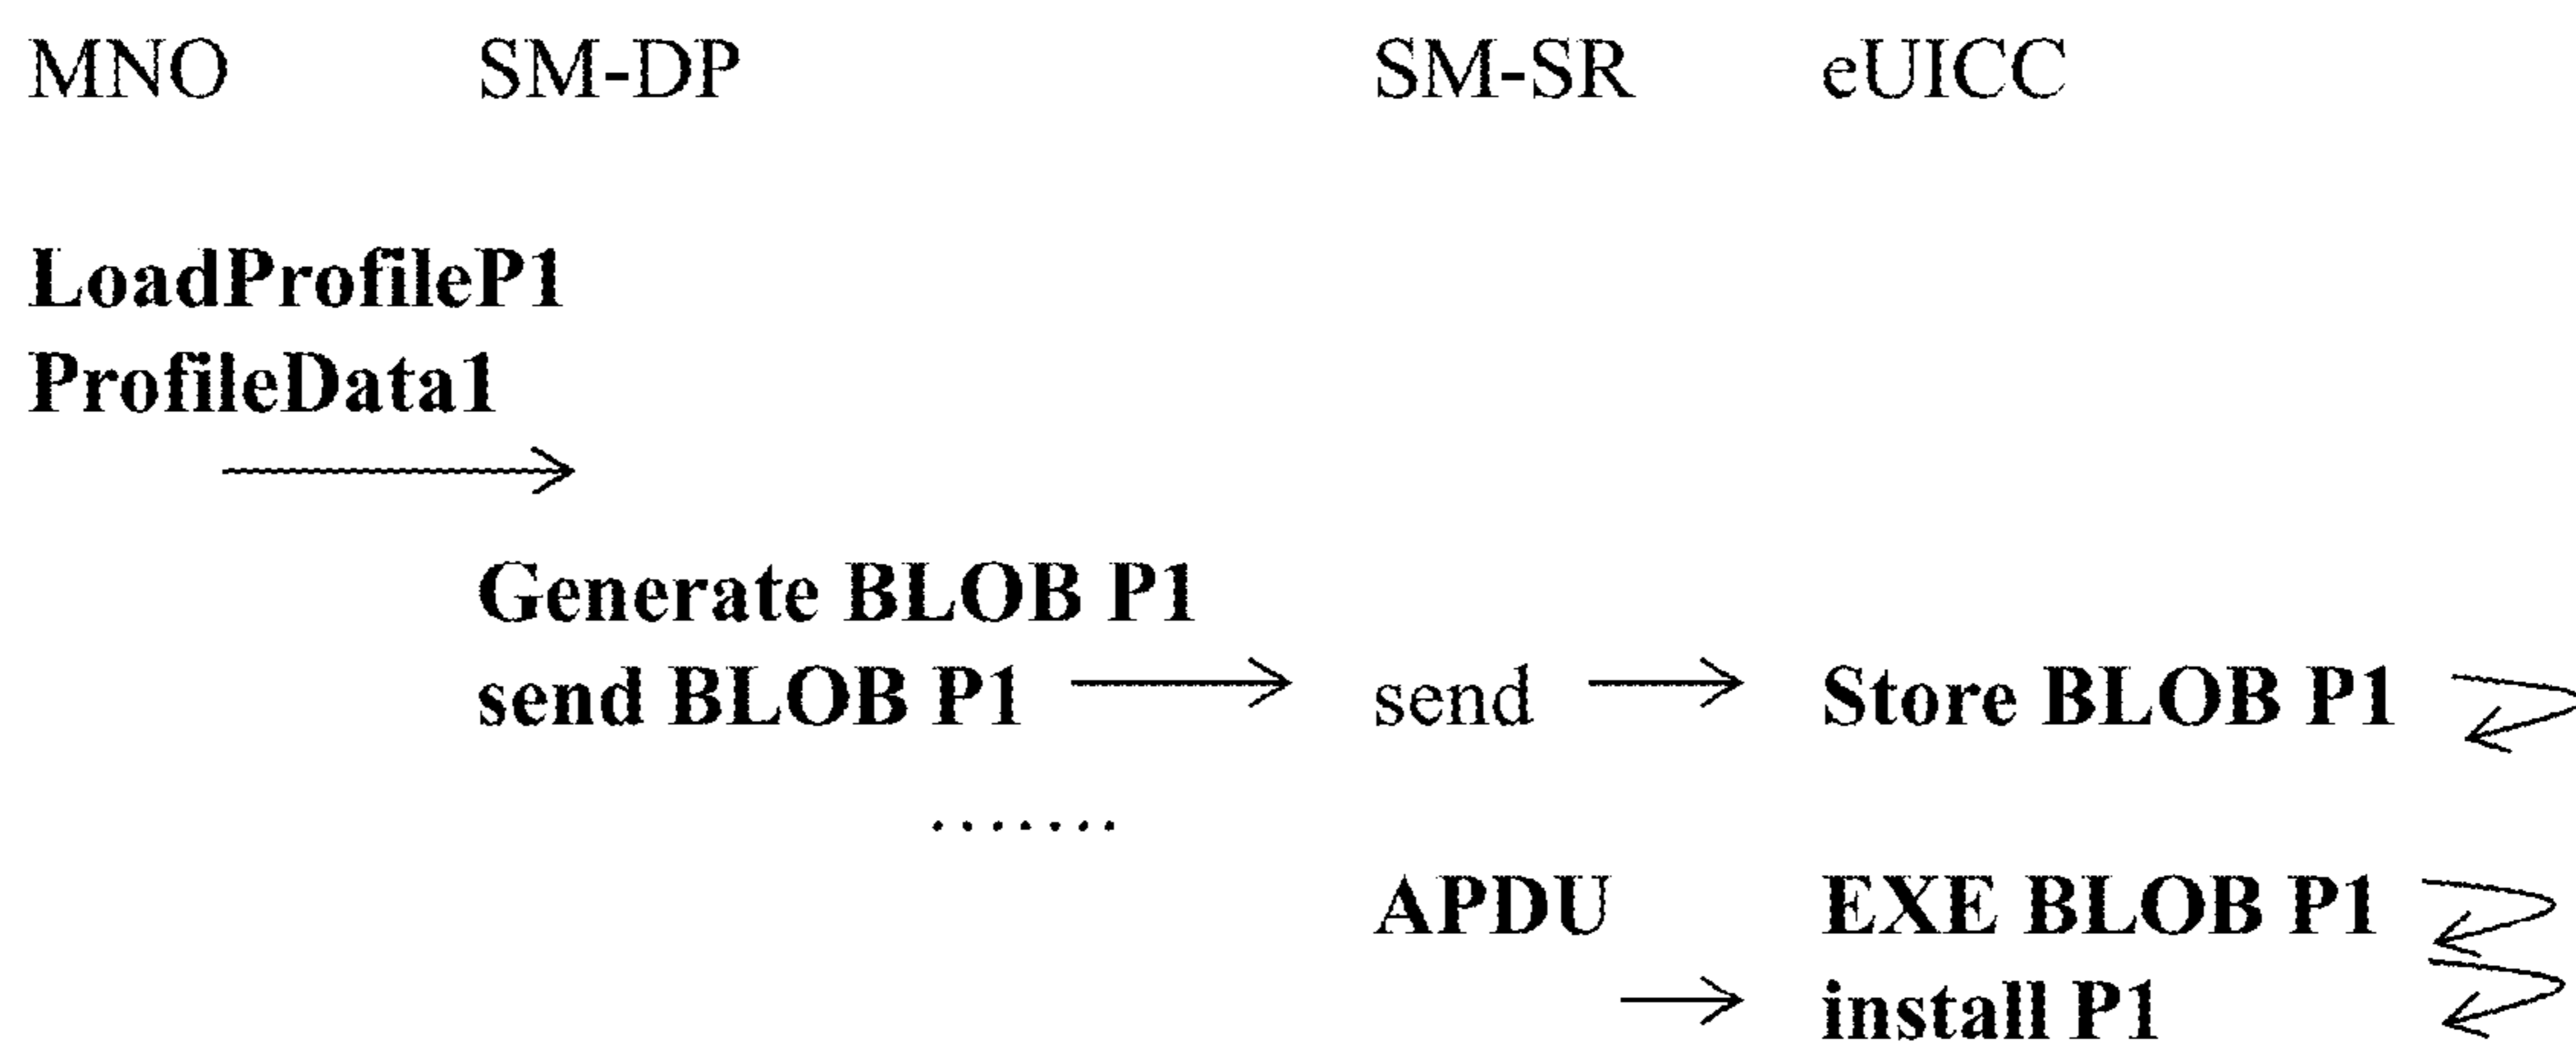 MNO SM-DP SM-SR eUICC
LoadProfileP1
ProfileData1
Generate BLOB P1
send BLOB P1 send Store BLOB P1
.......
APDU EXE BLOB P1
install P1